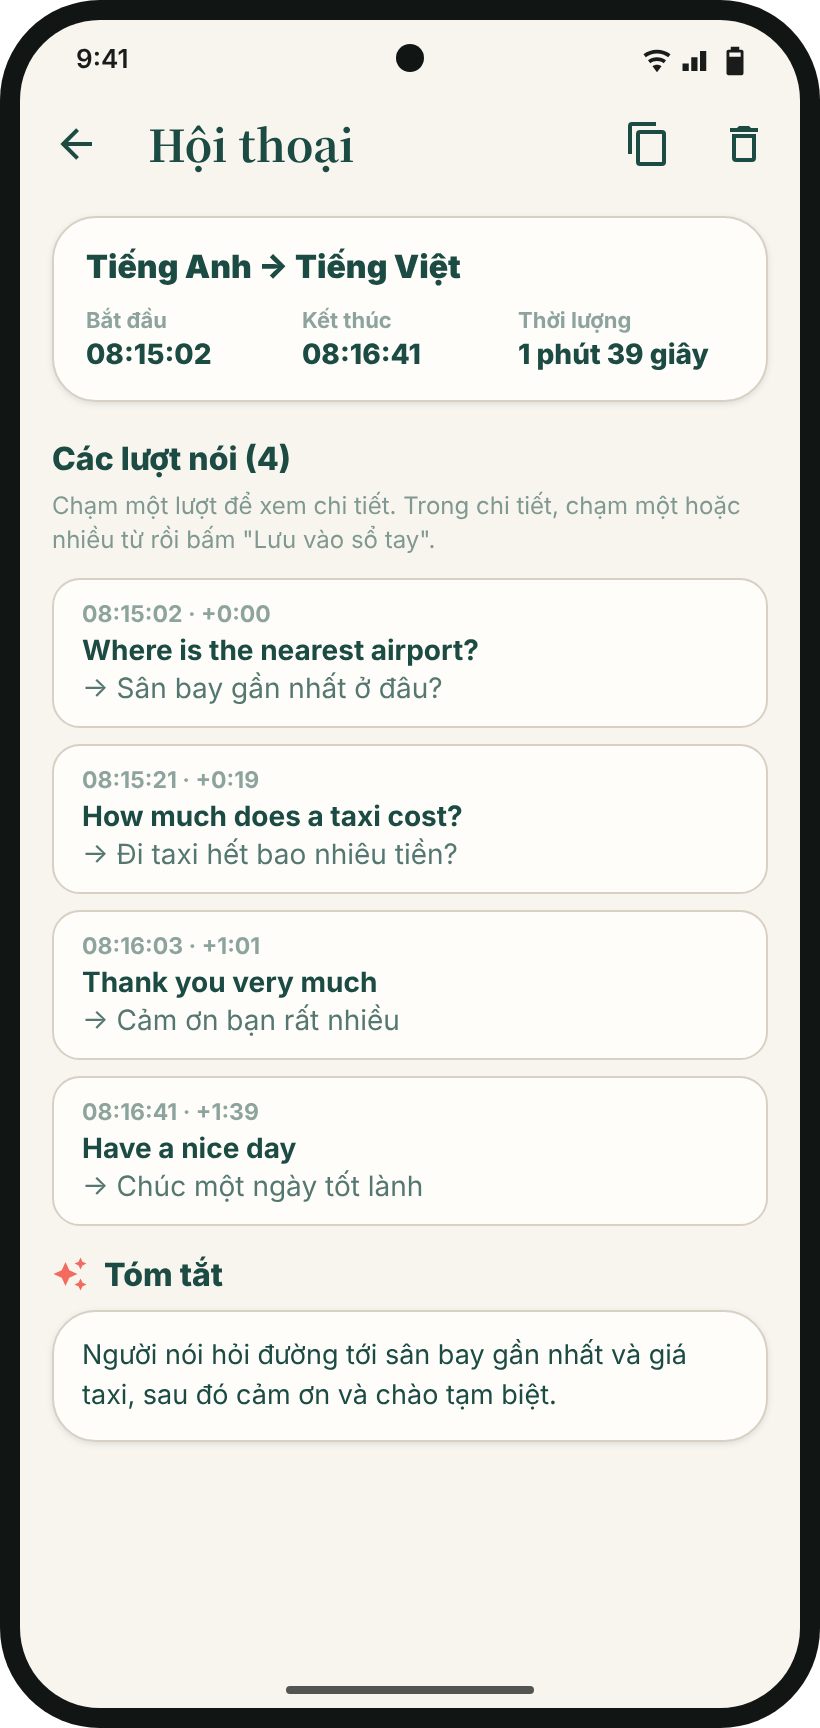 9:41
Hội thoại
Tiếng Anh → Tiếng Việt
Bắt đầu
08:15:02
Kết thúc
08:16:41
Thời lượng
1 phút 39 giây
Các lượt nói (4)
Chạm một lượt để xem chi tiết. Trong chi tiết, chạm một hoặc
nhiều từ rồi bấm "Lưu vào sổ tay".
08:15:02 · +0:00
Where is the nearest airport?
→ Sân bay gần nhất ở đâu?
08:15:21 · +0:19
How much does a taxi cost?
→ Đi taxi hết bao nhiêu tiền?
08:16:03 · +1:01
Thank you very much
→ Cảm ơn bạn rất nhiều
08:16:41 · +1:39
Have a nice day
→ Chúc một ngày tốt lành
Tóm tắt
Người nói hỏi đường tới sân bay gần nhất và giá
taxi, sau đó cảm ơn và chào tạm biệt.